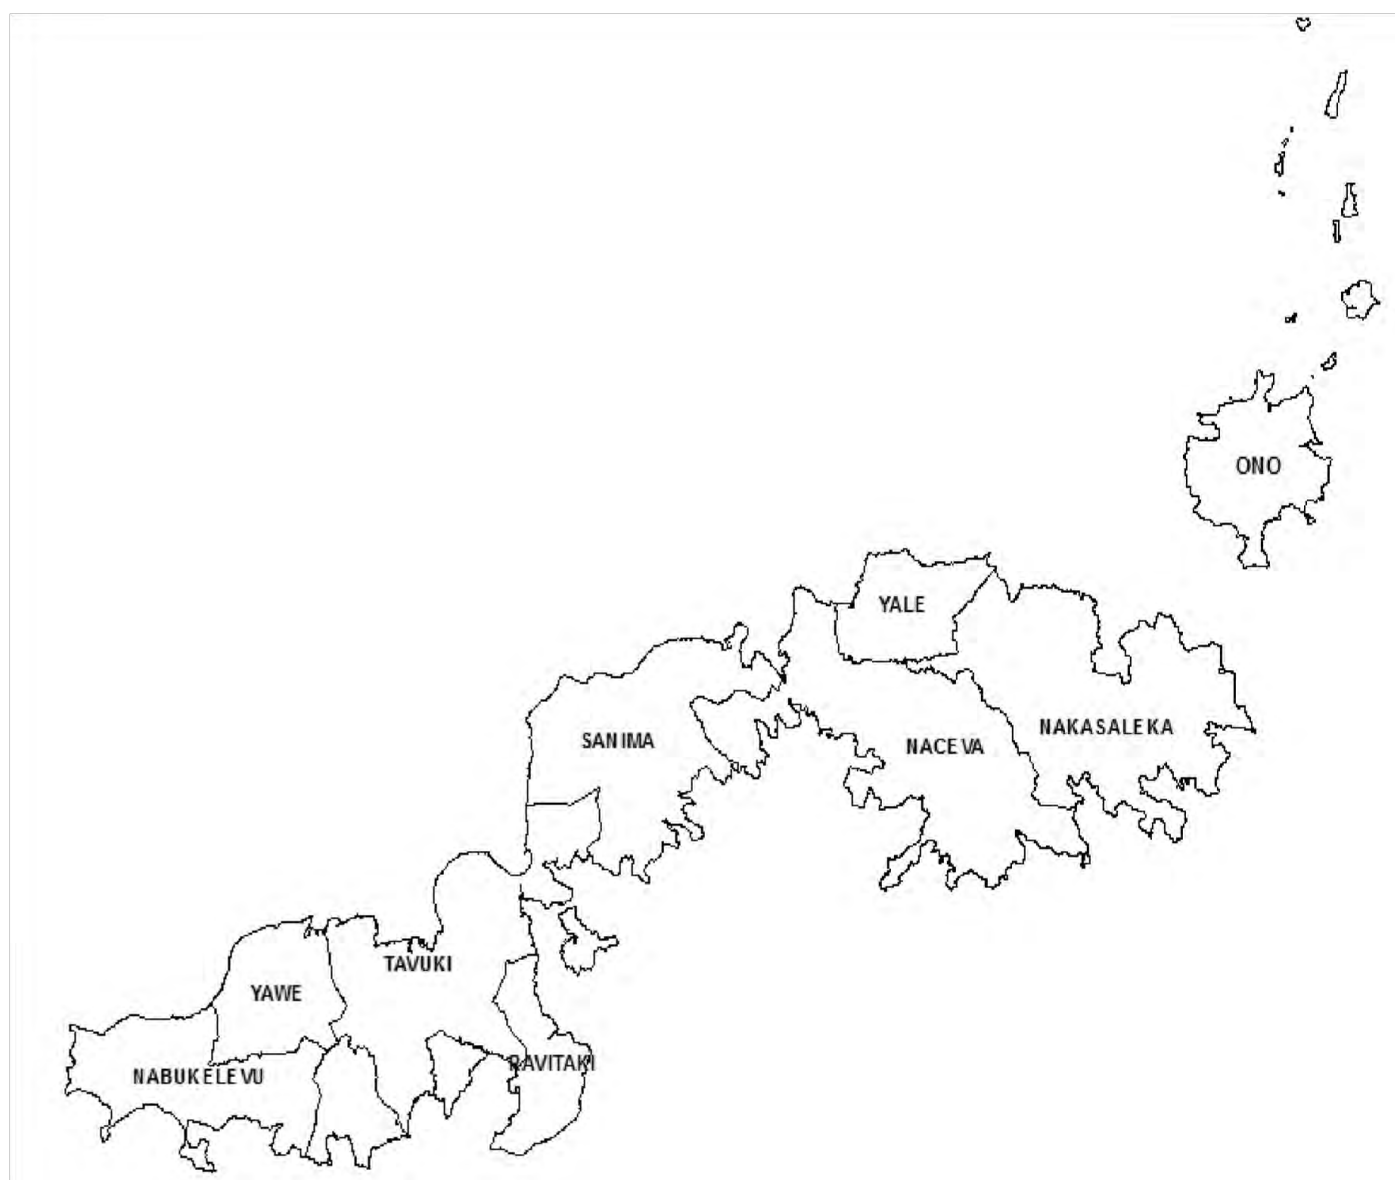 ONO
YALE
NAKASALEKA
SANIMA
NACEVA
TAVUKI
YAWE
RAVITAKI
NABUKELEVU